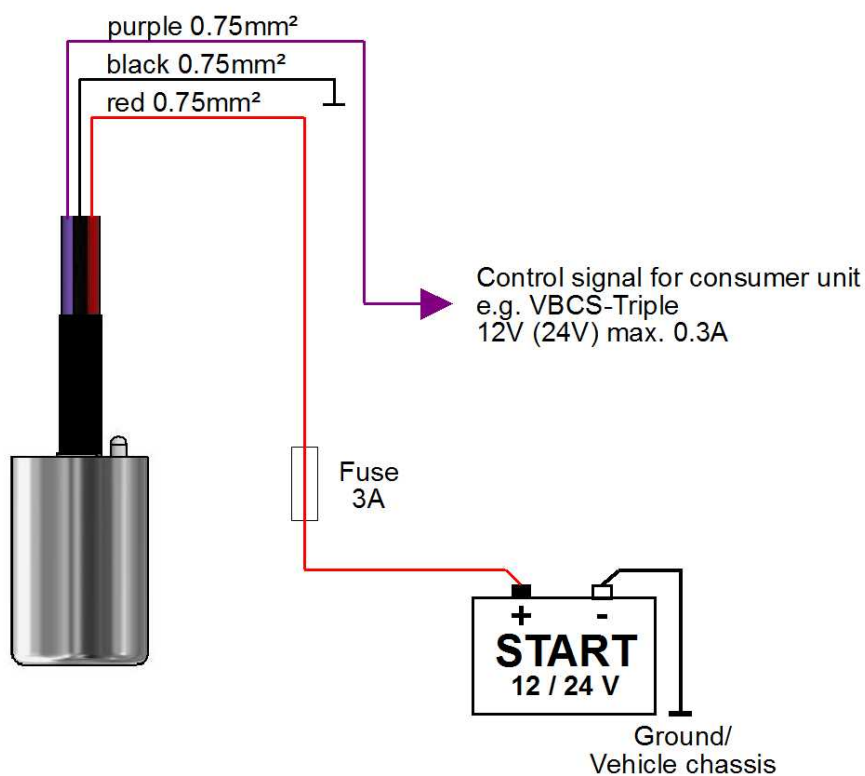 purple 0.75mm²
black 0.75mm²
red 0.75mm²
Control signal for consumer unit
e.g. VBCS-Triple
12V (24V) max. 0.3A
Fuse
3A
+ -
START
12 / 24 V
Ground/
Vehicle chassis